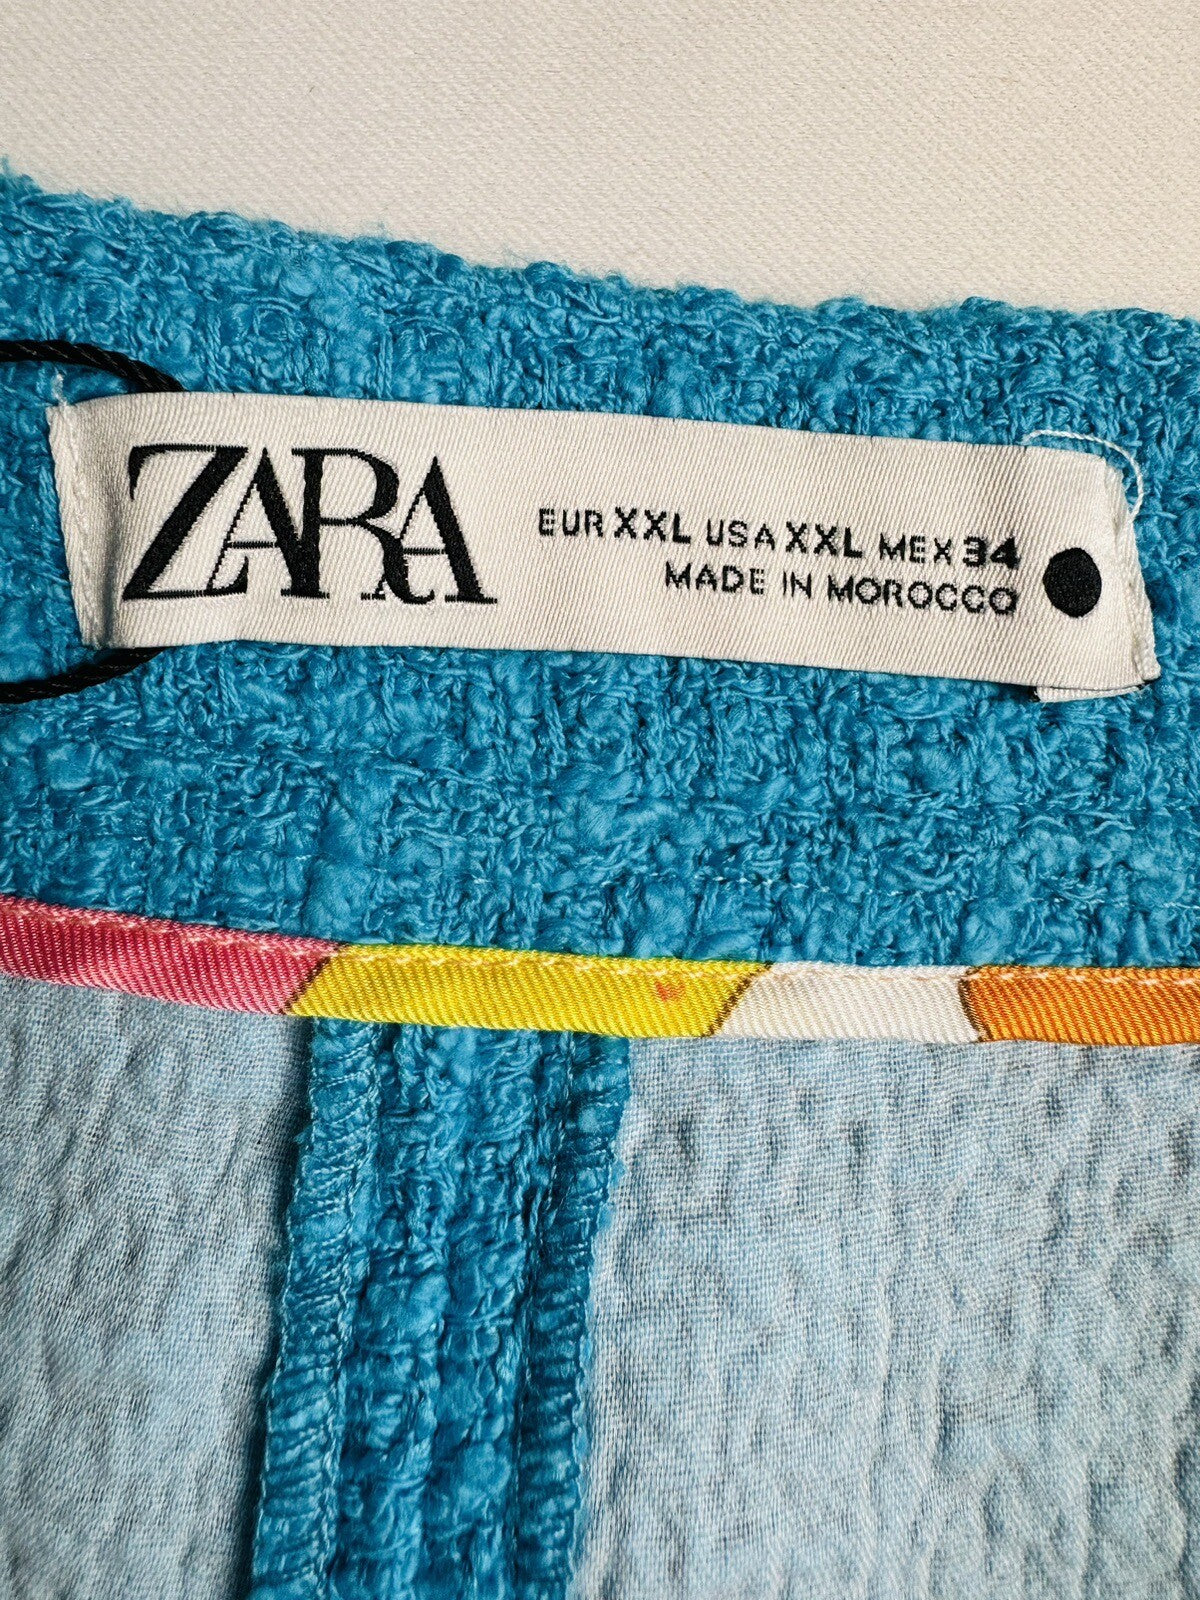 ZARA
EUR XXL USA XXL MEX 34
MADE IN MOROCCO